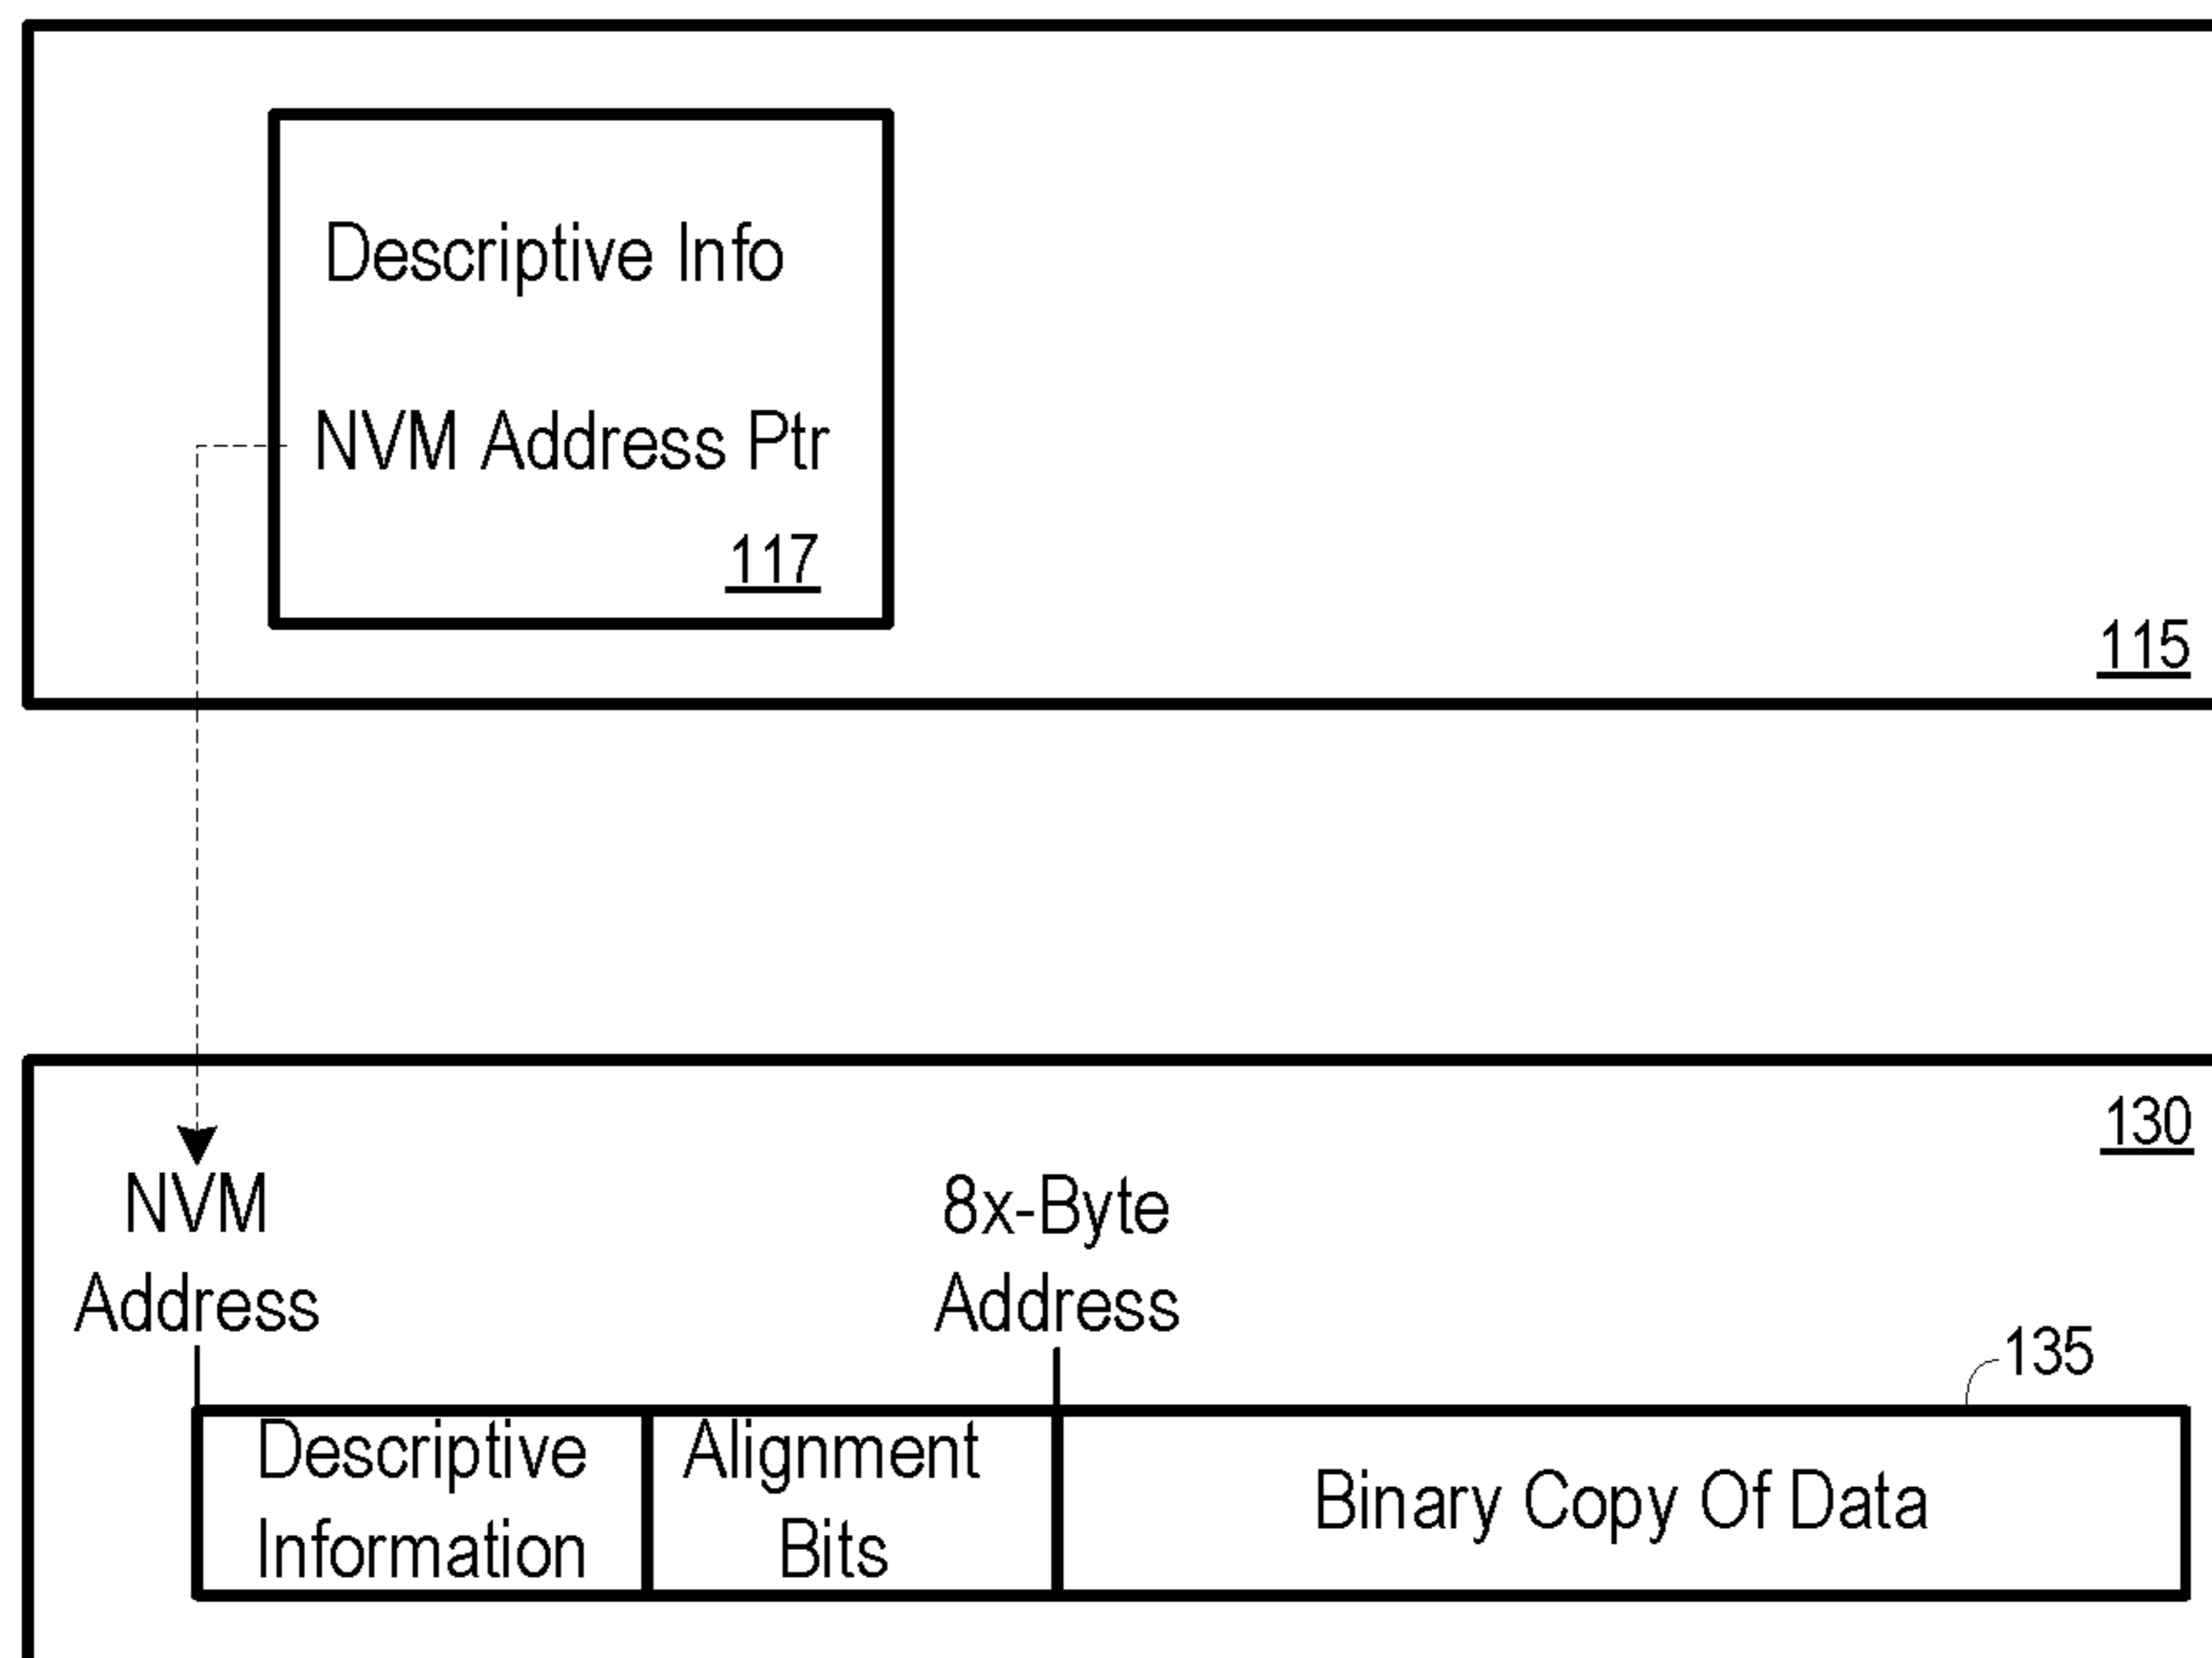 Descriptive Info
NVM Address Ptr
117
115
130
NVM
Address
8x-Byte
Address
135
Descriptive
Information
Alignment
Bits
Binary Copy Of Data